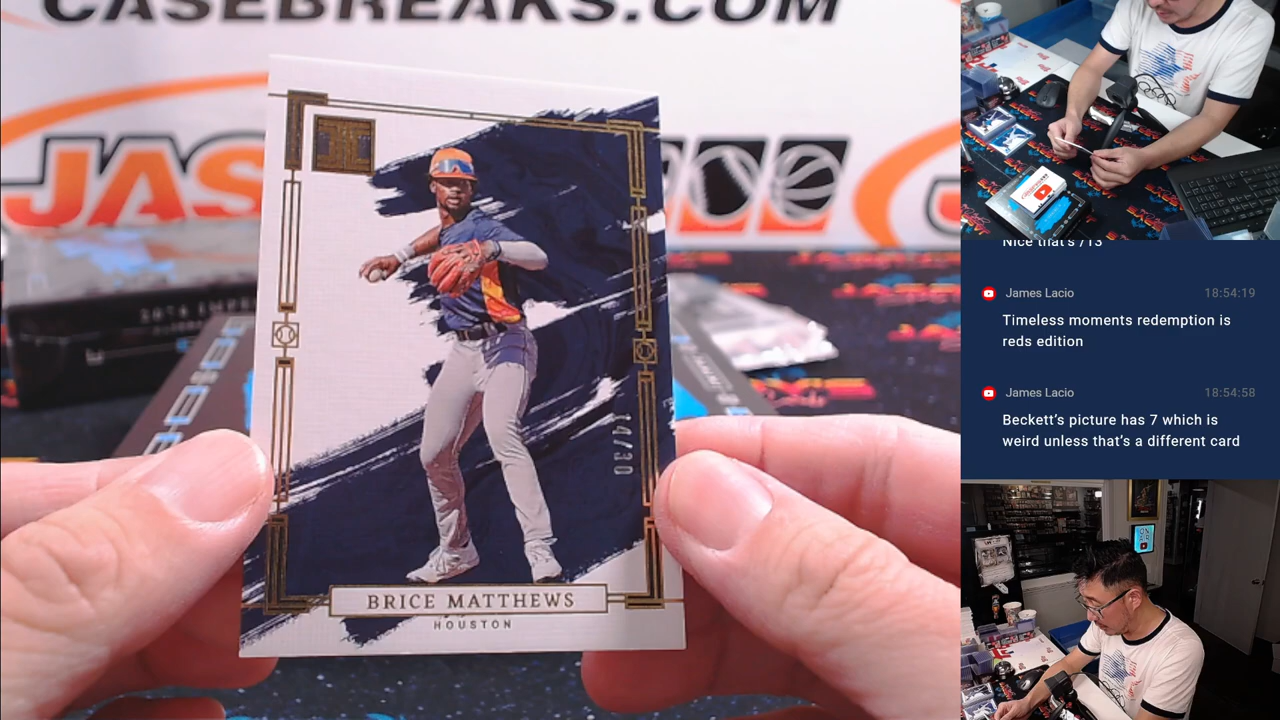 CASEBREAKS.COM
JAS
BRICE MATTHEWS
HOUSTON
14/30
Nice that's /13
James Lacio
18:54:19
Timeless moments redemption is
reds edition
James Lacio
18:54:58
Beckett's picture has 7 which is
weird unless that's a different card